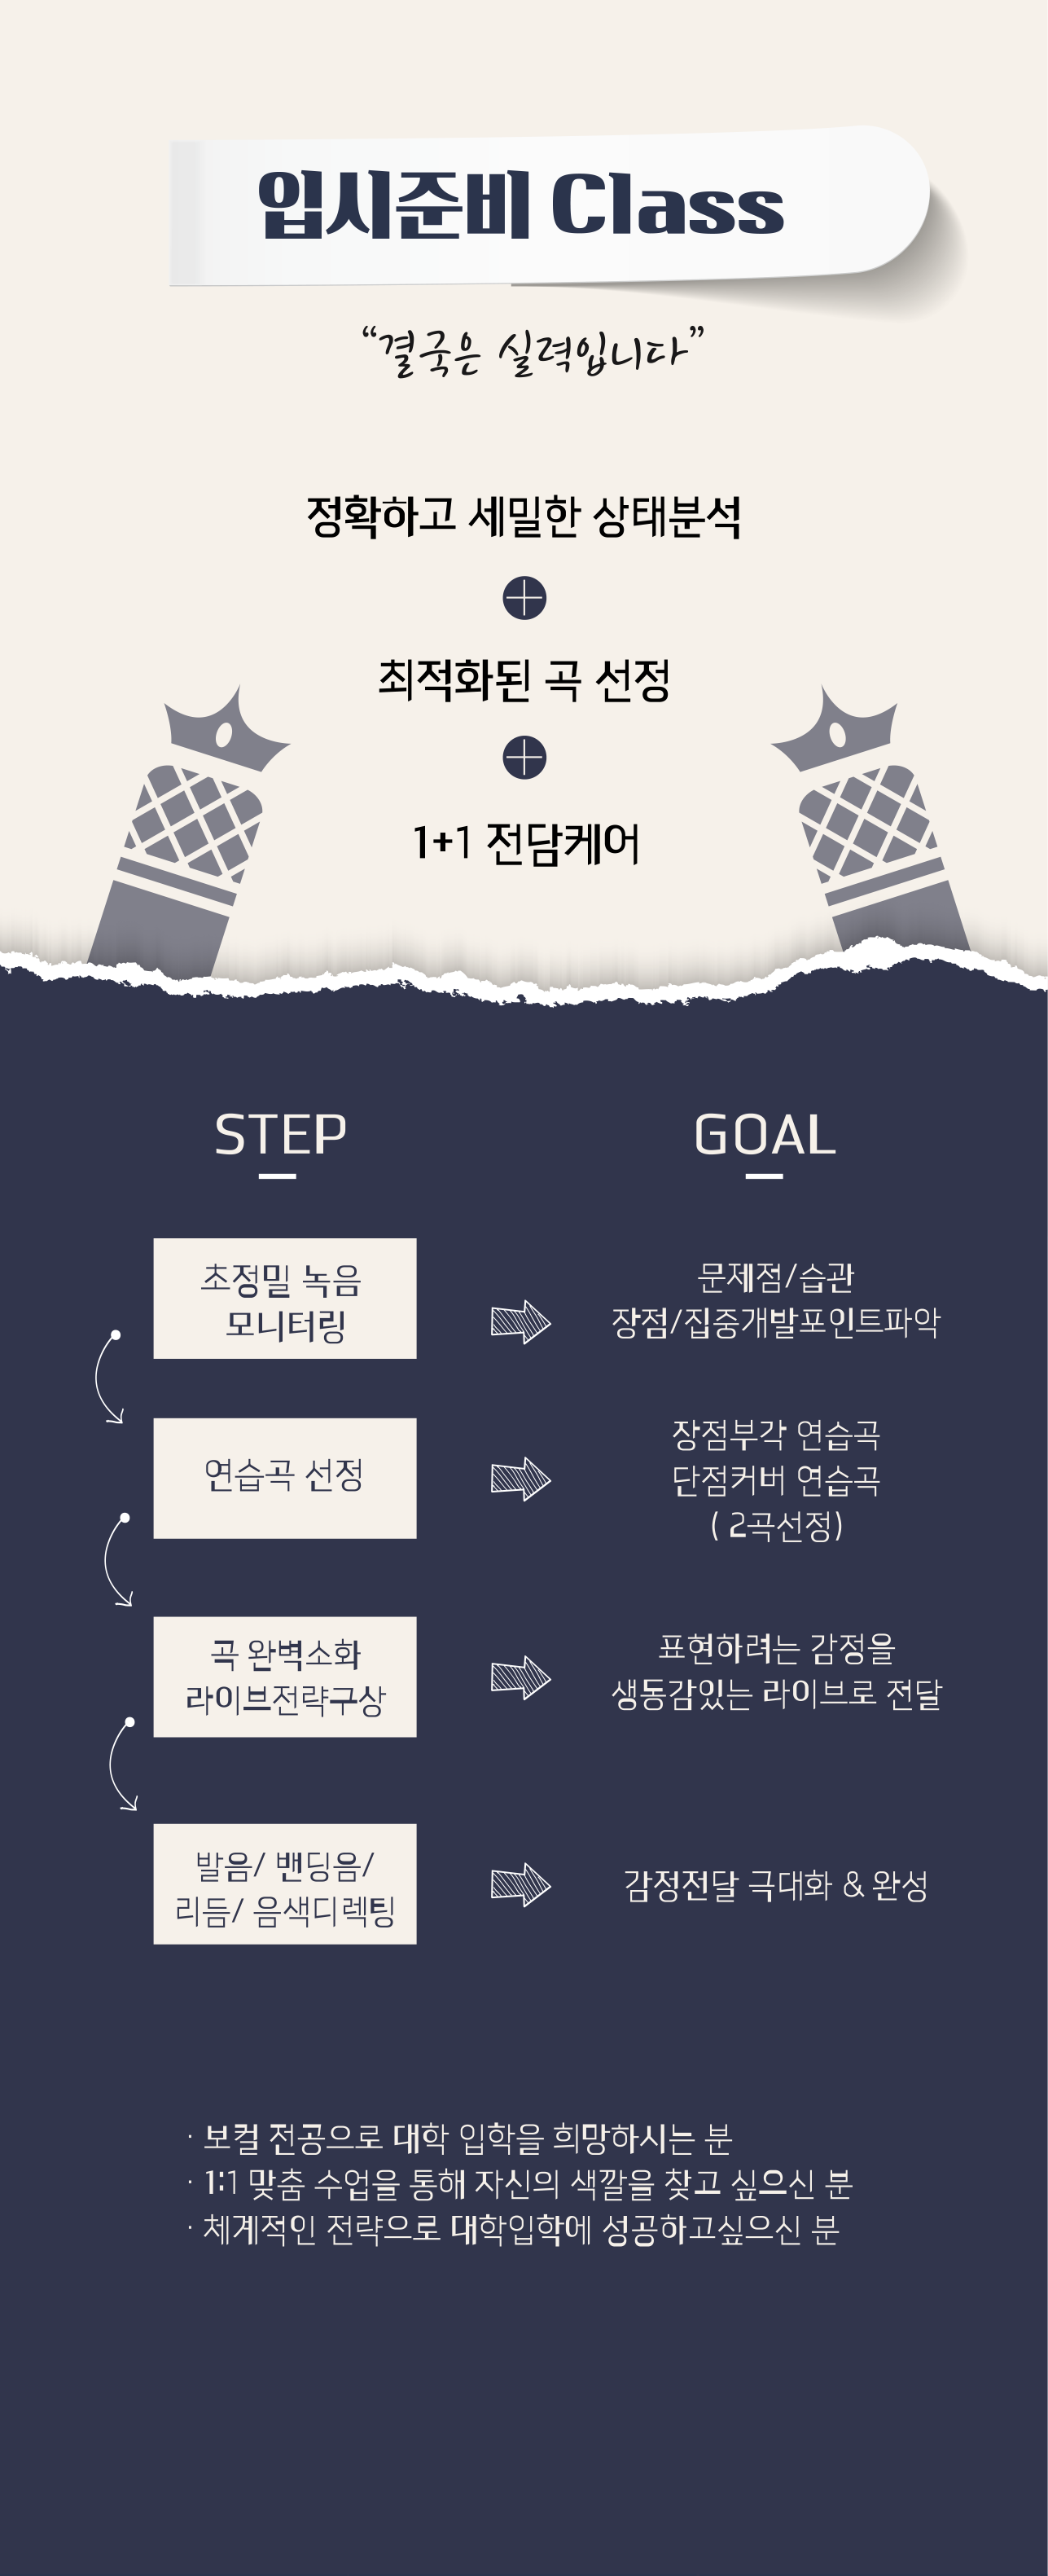 입시준비 Class
“결국은 실력입니다”
정확하고 세밀한 상태분석
최적화된 곡 선정
1+1 전담케어
STEP
GOAL
초정밀 녹음
모니터링
문제점/습관
장점/집중개발포인트파악
연습곡 선정
장점부각 연습곡
단점커버 연습곡
( 2곡선정)
곡 완벽소화
라이브전략구상
표현하려는 감정을
생동감있는 라이브로 전달
발음/ 밴딩음/
리듬/ 음색디렉팅
감정전달 극대화 & 완성
· 보컬 전공으로 대학 입학을 희망하시는 분
· 1:1 맞춤 수업을 통해 자신의 색깔을 찾고 싶으신 분
· 체계적인 전략으로 대학입학에 성공하고싶으신 분